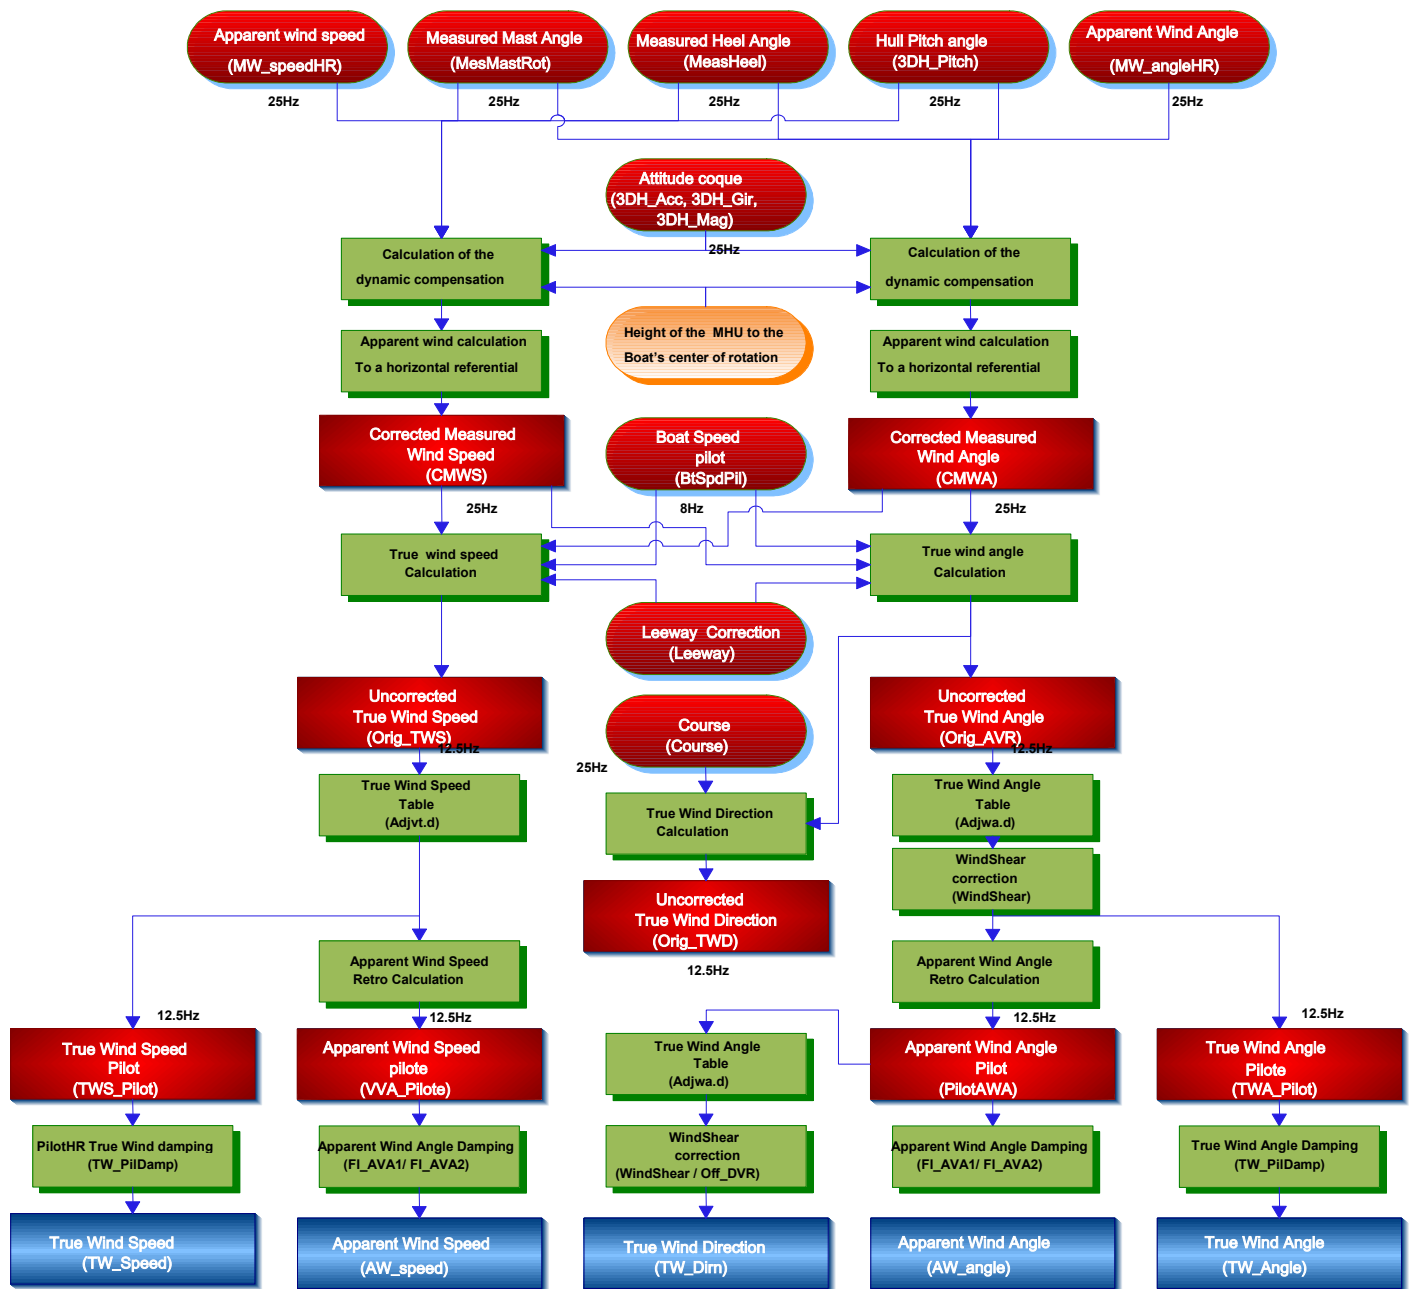 Apparent wind speed
(MW_speedHR)
Measured Mast Angle
(MesMastRot)
Measured Heel Angle
(MeasHeel)
Hull Pitch angle
(3DH_Pitch)
Apparent Wind Angle
(MW_angleHR)
25Hz
25Hz
25Hz
25Hz
25Hz
Attitude coque
(3DH_Acc, 3DH_Gir,
3DH_Mag)
25Hz
Calculation of the
dynamic compensation
Calculation of the
dynamic compensation
Height of the MHU to the
Boat's center of rotation
Apparent wind calculation
To a horizontal referential
Apparent wind calculation
To a horizontal referential
Corrected Measured
Wind Speed
(CMWS)
Boat Speed
pilot
(BtSpdPil)
Corrected Measured
Wind Angle
(CMWA)
25Hz
8Hz
25Hz
True wind speed
Calculation
True wind angle
Calculation
Leeway Correction
(Leeway)
Uncorrected
True Wind Speed
(Orig_TWS)
12.5Hz
Course
(Course)
25Hz
Uncorrected
True Wind Angle
(Orig_AVR)
12.5Hz
True Wind Speed
Table
(Adjvt.d)
True Wind Direction
Calculation
True Wind Angle
Table
(Adjwa.d)
WindShear
correction
(WindShear)
Uncorrected
True Wind Direction
(Orig_TWD)
12.5Hz
Apparent Wind Speed
Retro Calculation
Apparent Wind Angle
Retro Calculation
12.5Hz
12.5Hz
12.5Hz
12.5Hz
True Wind Speed
Pilot
(TWS_Pilot)
Apparent Wind Speed
pilote
(VVA_Pilote)
True Wind Angle
Table
(Adjwa.d)
Apparent Wind Angle
Pilot
(PilotAWA)
True Wind Angle
Pilote
(TWA_Pilot)
PilotHR True Wind damping
(TW_PilDamp)
Apparent Wind Angle Damping
(FI_AVA1/ FI_AVA2)
WindShear
correction
(WindShear / Off_DVR)
Apparent Wind Angle Damping
(FI_AVA1/ FI_AVA2)
True Wind Angle Damping
(TW_PilDamp)
True Wind Speed
(TW_Speed)
Apparent Wind Speed
(AW_speed)
True Wind Direction
(TW_Dirn)
Apparent Wind Angle
(AW_angle)
True Wind Angle
(TW_Angle)